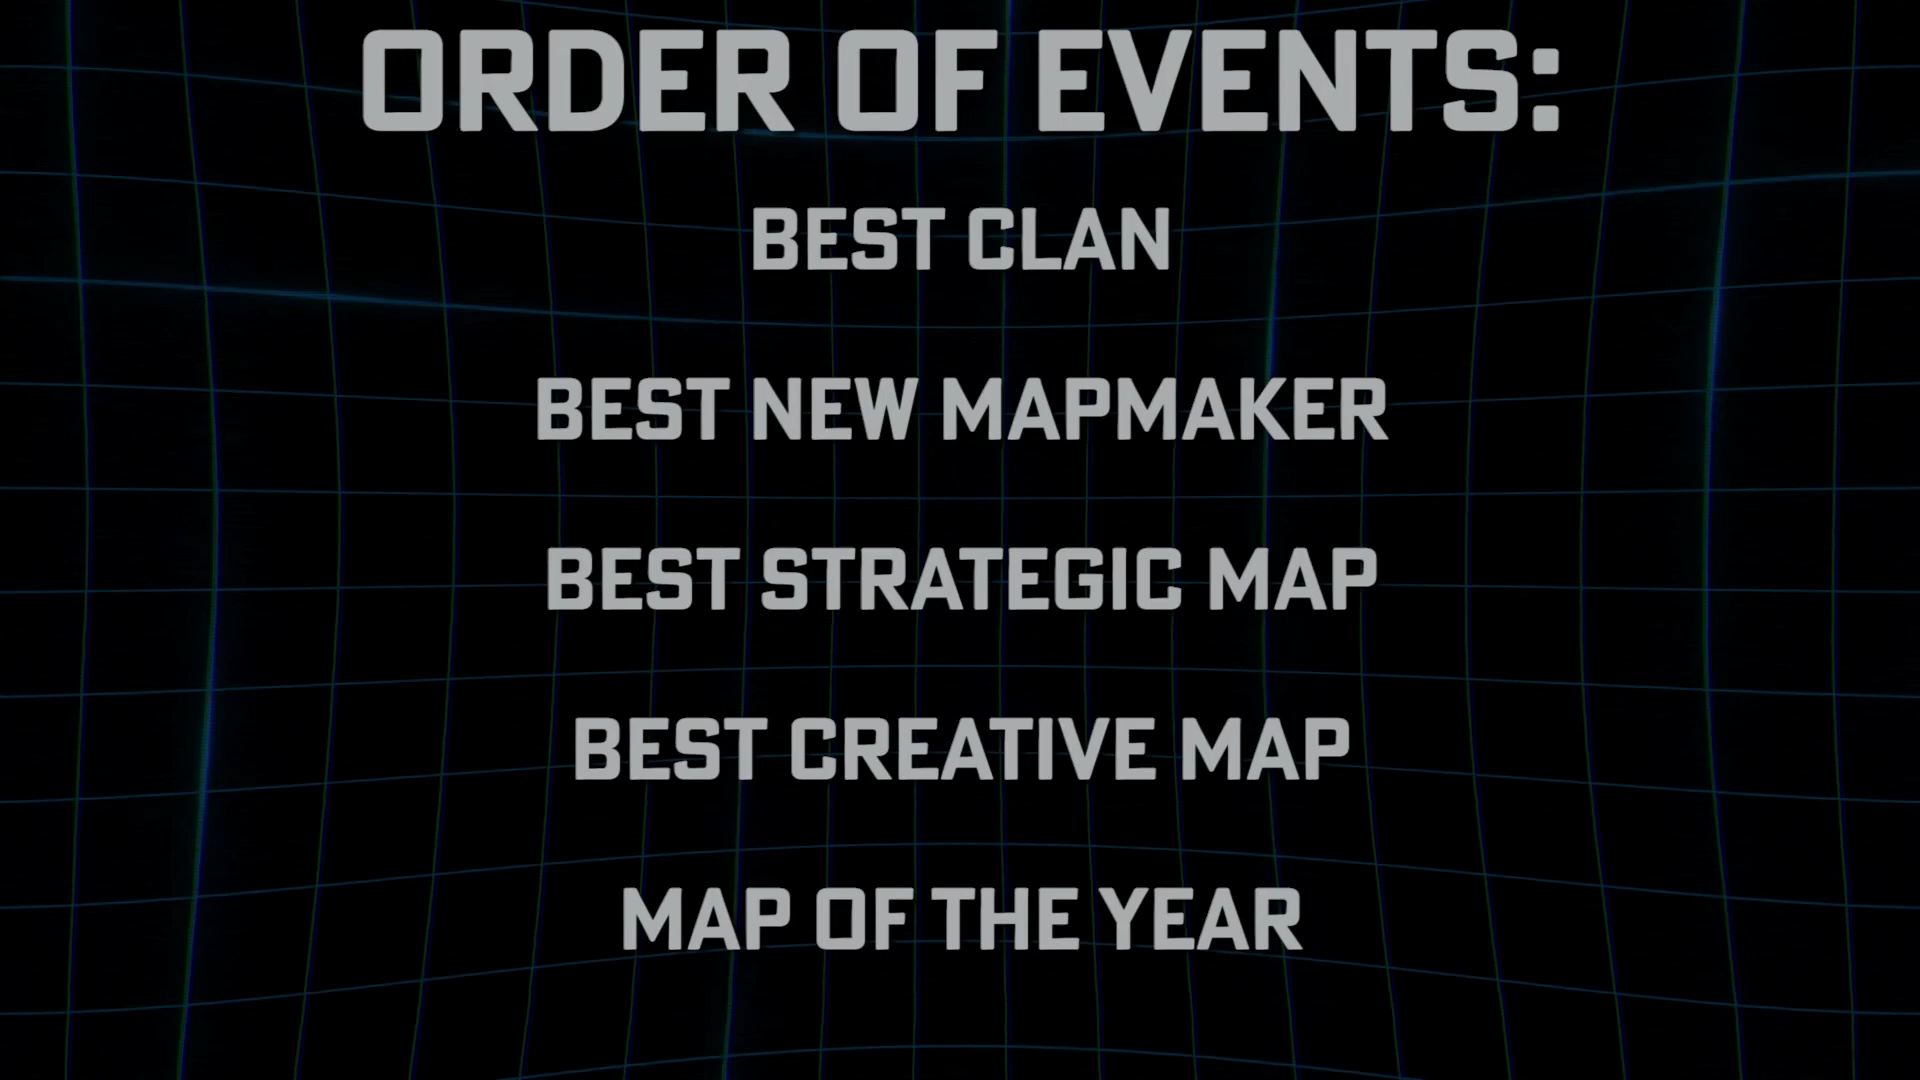 ORDER OF EVENTS:
BEST CLAN
BEST NEW MAPMAKER
BEST STRATEGIC MAP
BEST CREATIVE MAP
MAP OF THE YEAR